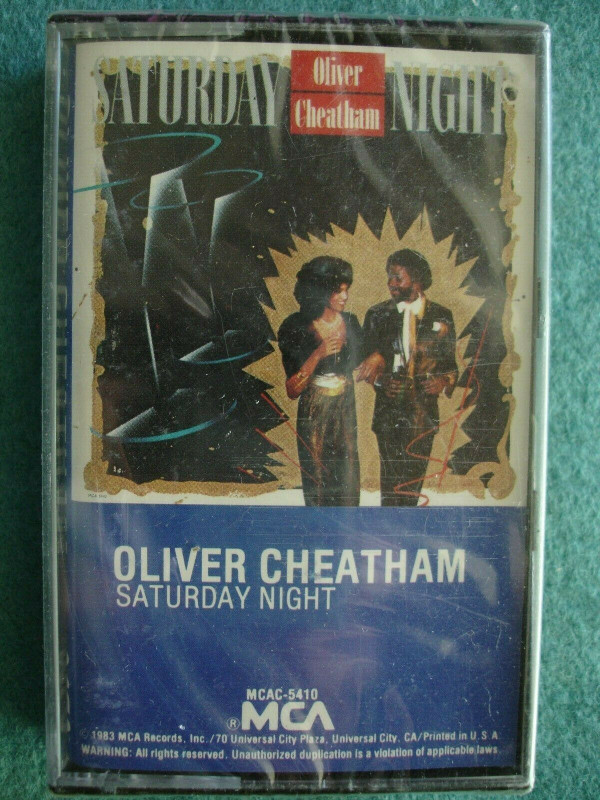 SATURDAY NIGHT
Oliver
Cheatham
OLIVER CHEATHAM
SATURDAY NIGHT
MCAC-5410
®MCA
1983 MCA Records, Inc./70 Universal City Plaza, Universal City, CA/Printed in U.S.A.
WARNING: All rights reserved. Unauthorized duplication is a violation of applicable laws.